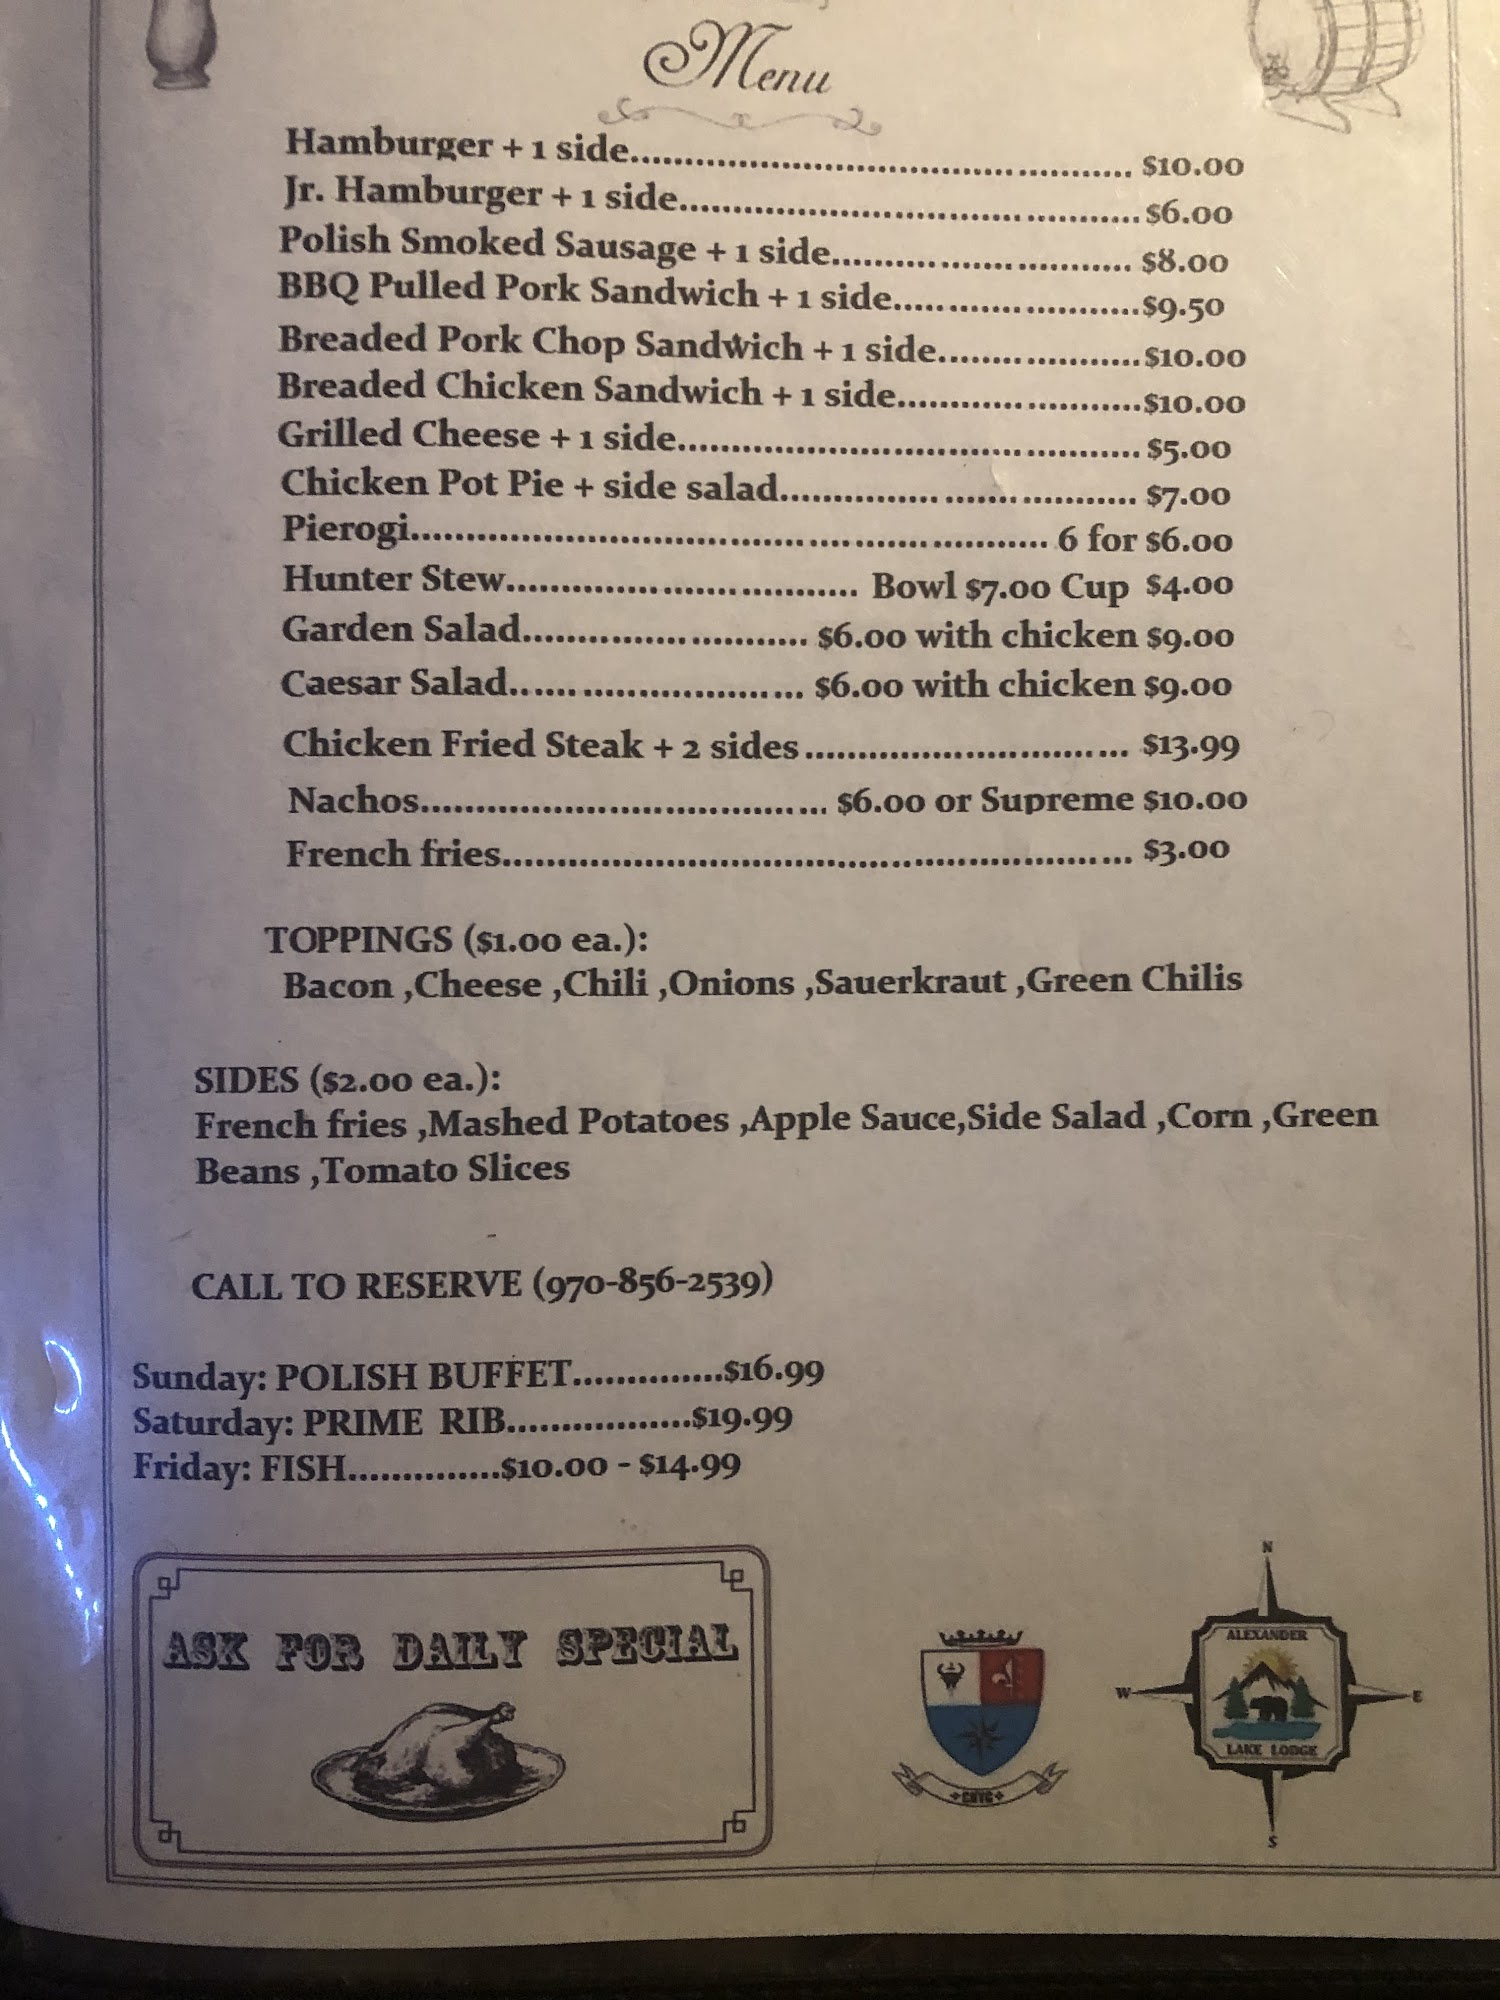 Menu
Hamburger + 1 side............................................... $10.00
Jr. Hamburger + 1 side...........................................$6.00
Polish Smoked Sausage + 1 side............................ $8.00
BBQ Pulled Pork Sandwich + 1 side.......................$9.50
Breaded Pork Chop Sandwich + 1 side...................$10.00
Breaded Chicken Sandwich + 1 side.......................$10.00
Grilled Cheese + 1 side...........................................$5.00
Chicken Pot Pie + side salad................................. $7.00
Pierogi........................................................... 6 for $6.00
Hunter Stew................................. Bowl $7.00 Cup $4.00
Garden Salad.......................... $6.00 with chicken $9.00
Caesar Salad........................... $6.00 with chicken $9.00
Chicken Fried Steak + 2 sides.............................. $13.99
Nachos...................................... $6.00 or Supreme $10.00
French fries.......................................................... $3.00
TOPPINGS ($1.00 ea.):
Bacon ,Cheese ,Chili ,Onions ,Sauerkraut ,Green Chilis
SIDES ($2.00 ea.):
French fries ,Mashed Potatoes ,Apple Sauce,Side Salad ,Corn ,Green
Beans ,Tomato Slices
CALL TO RESERVE (970-856-2539)
Sunday: POLISH BUFFET..............$16.99
Saturday: PRIME RIB.................$19.99
Friday: FISH..............$10.00 - $14.99
ASK FOR DAILY SPECIAL
N
ALEXANDER
W E
LAKE LODGE
S